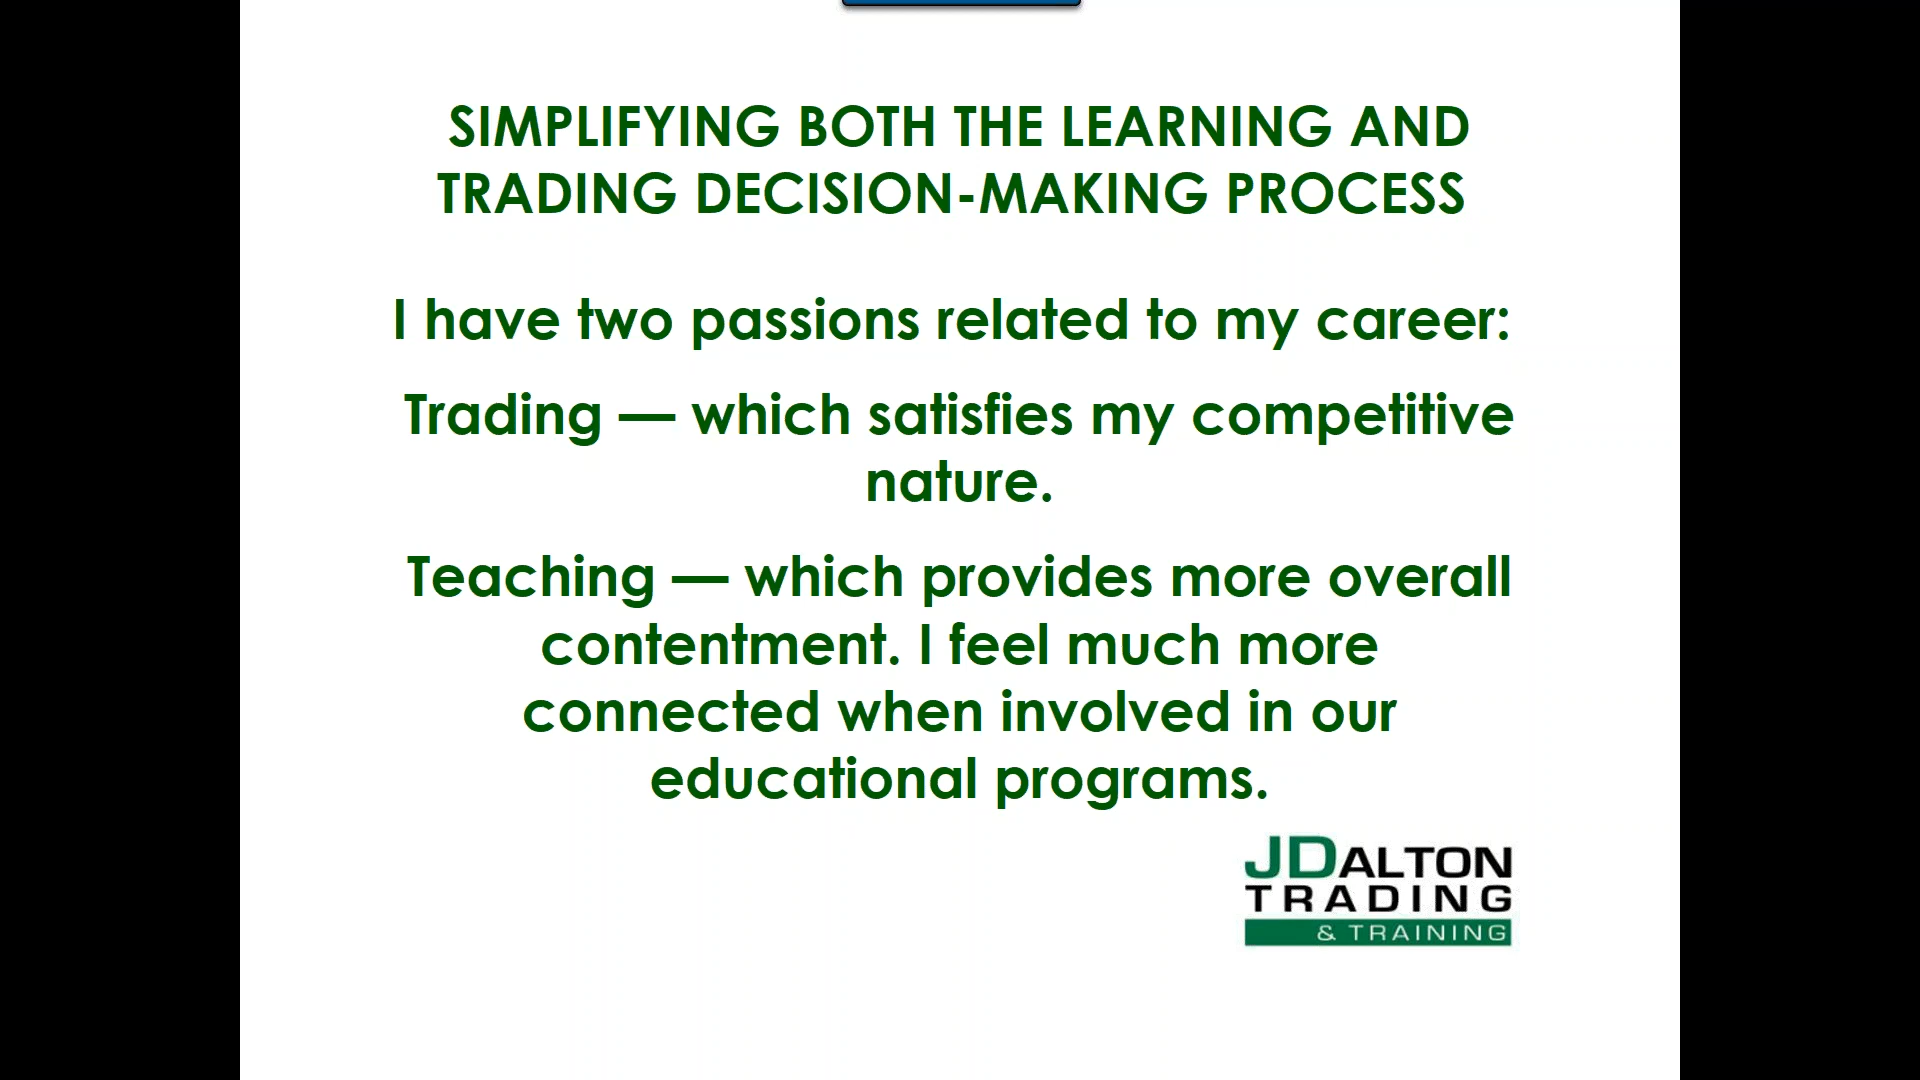 SIMPLIFYING BOTH THE LEARNING AND
TRADING DECISION-MAKING PROCESS
I have two passions related to my career:
Trading — which satisfies my competitive
nature.
Teaching — which provides more overall
contentment. I feel much more
connected when involved in our
educational programs.
JDALTON
TRADING
& TRAINING